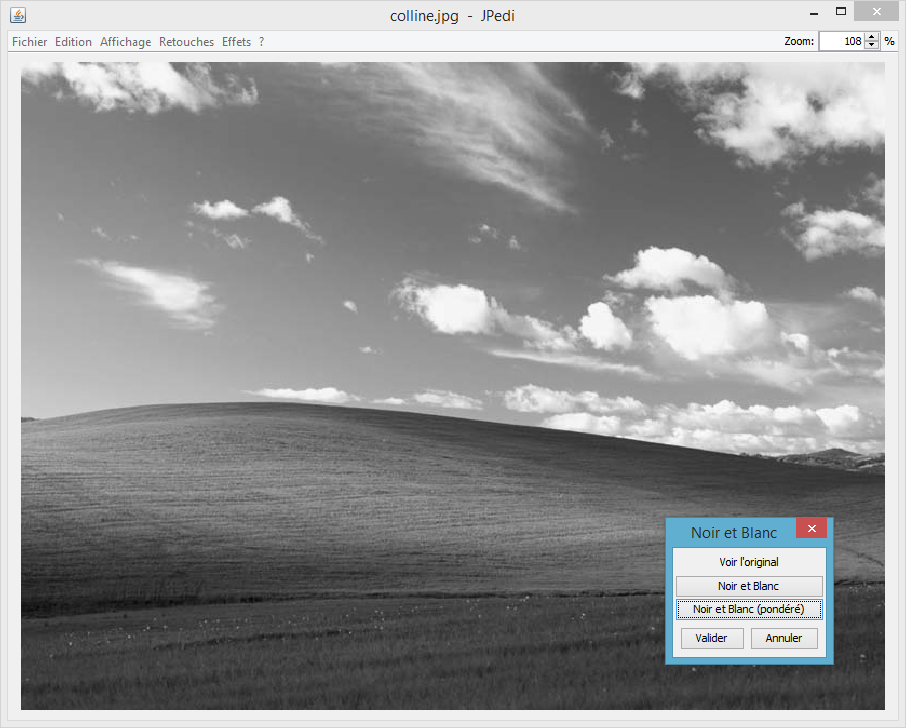 colline.jpg - JPedi
Fichier Edition Affichage Retouches Effets ? Zoom: 108 %
Noir et Blanc
Voir l'original
Noir et Blanc
Noir et Blanc (pondéré)
Valider Annuler